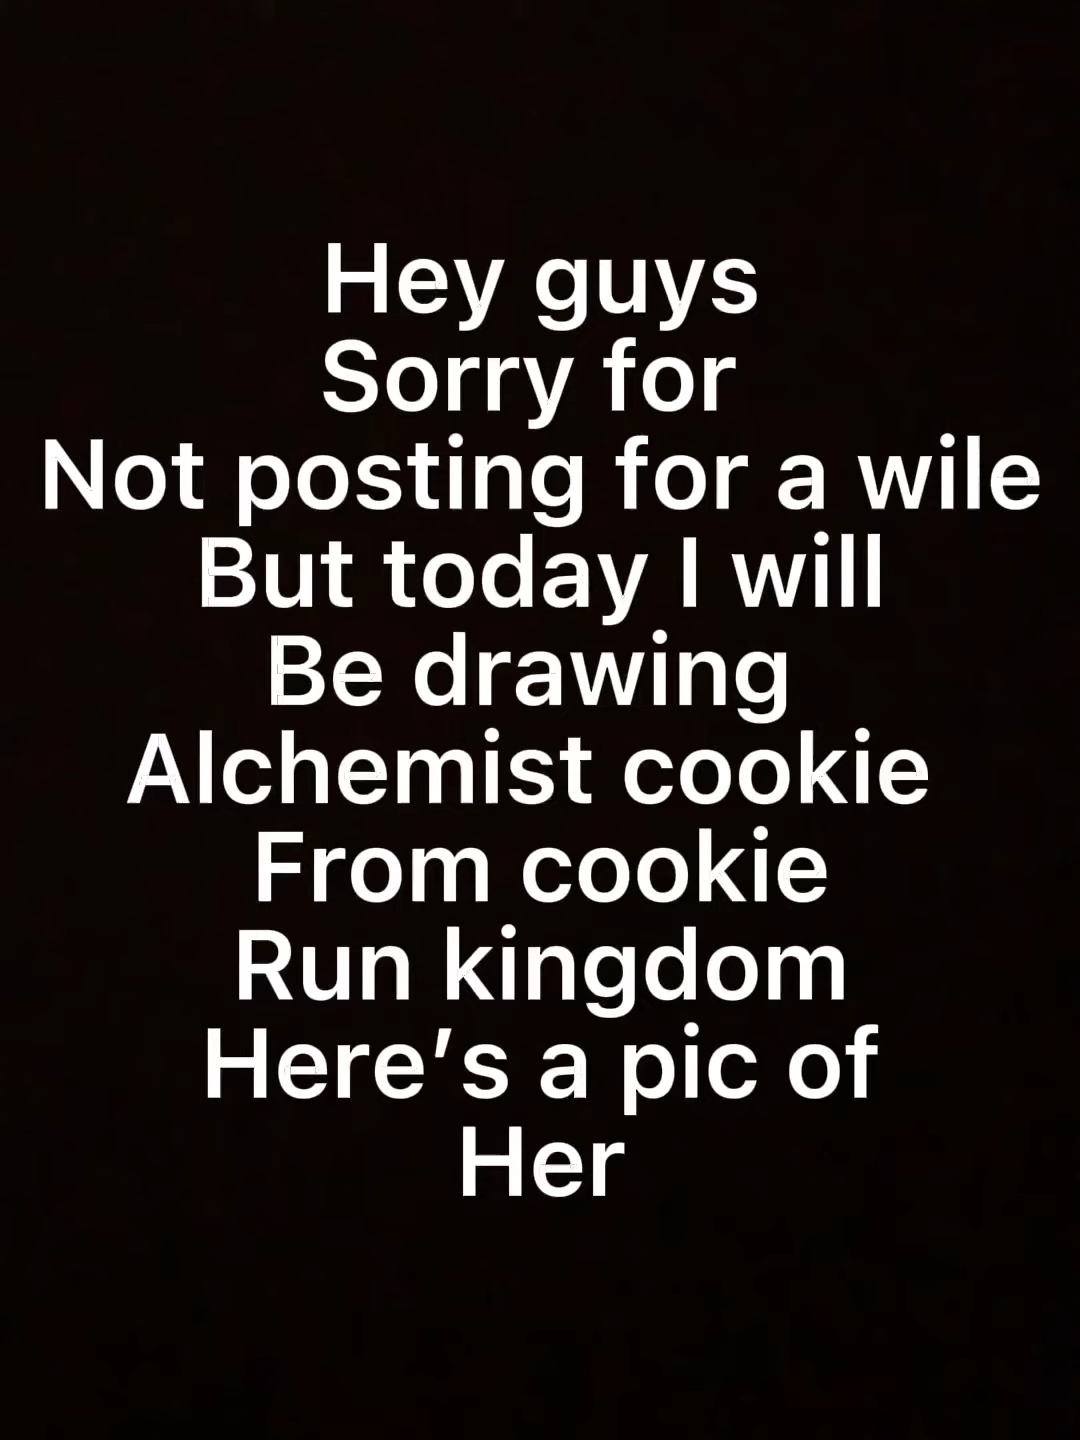 Hey guys
Sorry for
Not posting for a wile
But today I will
Be drawing
Alchemist cookie
From cookie
Run kingdom
Here’s a pic of
Her